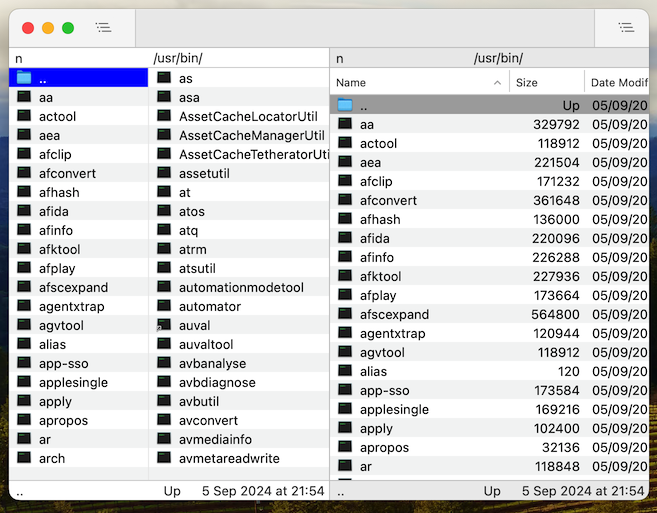 n /usr/bin/
.. as
aa asa
actool AssetCacheLocatorUtil
aea AssetCacheManagerUtil
afclip AssetCacheTetheratorUti
afconvert assetutil
afhash at
afida atos
afinfo atq
afktool atrm
afplay atsutil
afscexpand automationmodetool
agentxtrap automator
agvtool auval
alias auvaltool
app-sso avbanalyse
applesingle avbdiagnose
apply avbutil
apropos avconvert
ar avmediainfo
arch avmetareadwrite
.. Up 5 Sep 2024 at 21:54
n /usr/bin/
Name Size Date Modif
.. Up 05/09/20
aa 329792 05/09/20
actool 118912 05/09/20
aea 221504 05/09/20
afclip 171232 05/09/20
afconvert 361648 05/09/20
afhash 136000 05/09/20
afida 220096 05/09/20
afinfo 226288 05/09/20
afktool 227936 05/09/20
afplay 173664 05/09/20
afscexpand 564800 05/09/20
agentxtrap 120944 05/09/20
agvtool 118912 05/09/20
alias 120 05/09/20
app-sso 173584 05/09/20
applesingle 169216 05/09/20
apply 102400 05/09/20
apropos 32136 05/09/20
ar 118848 05/09/20
.. Up 5 Sep 2024 at 21:54